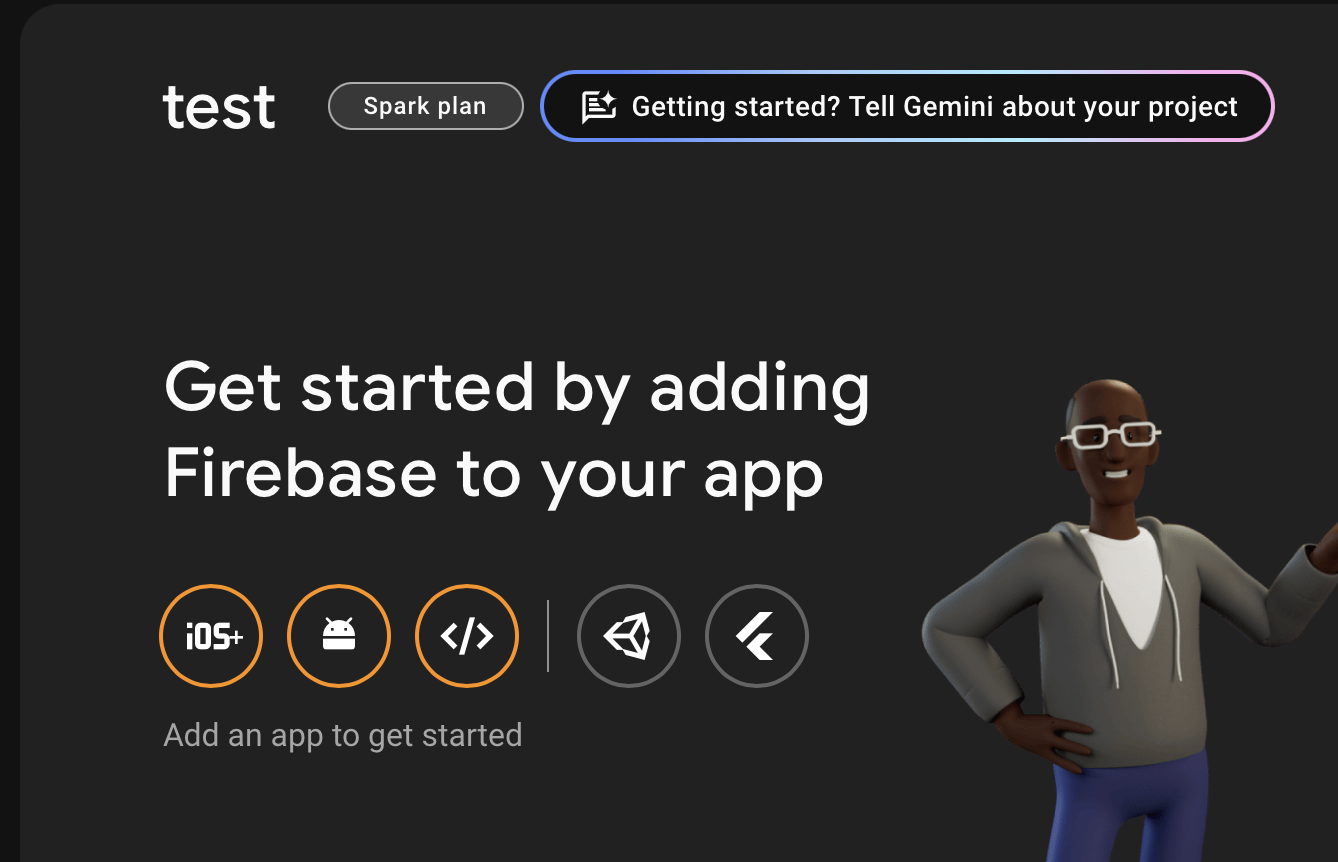 test
Spark plan
Getting started? Tell Gemini about your project
Get started by adding
Firebase to your app
iOS+
</>
Add an app to get started